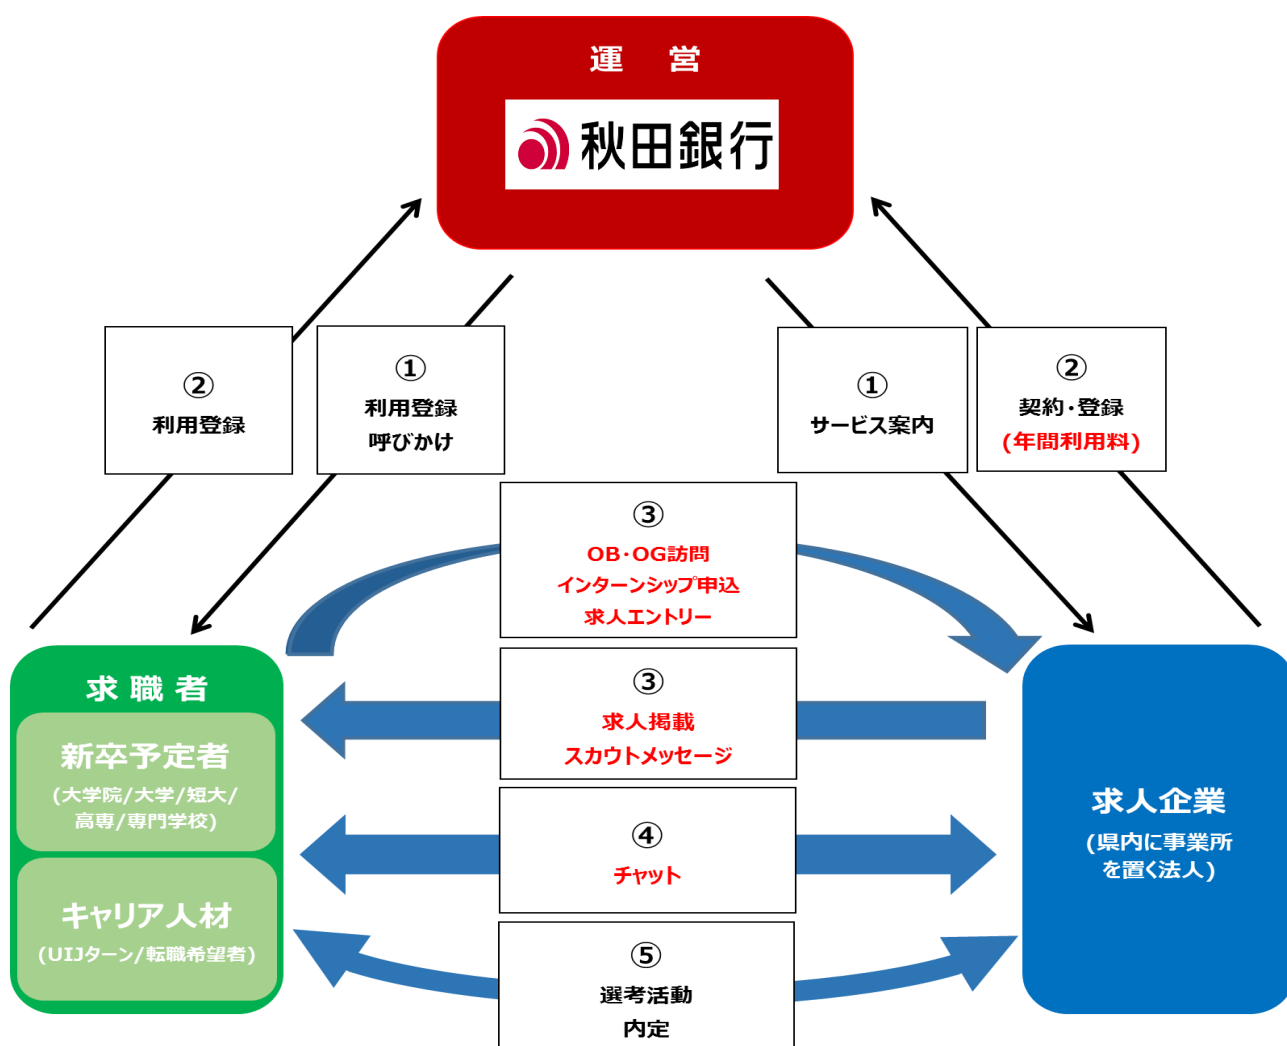 運 営
秋田銀行
②
利用登録
①
利用登録
呼びかけ
①
サービス案内
②
契約・登録
(年間利用料)
③
OB・OG訪問
インターンシップ申込
求人エントリー
③
求人掲載
スカウトメッセージ
④
チャット
⑤
選考活動
内定
求 職 者
新卒予定者
(大学院/大学/短大/
高専/専門学校)
キャリア人材
(UIJターン/転職希望者)
求人企業
(県内に事業所
を置く法人)